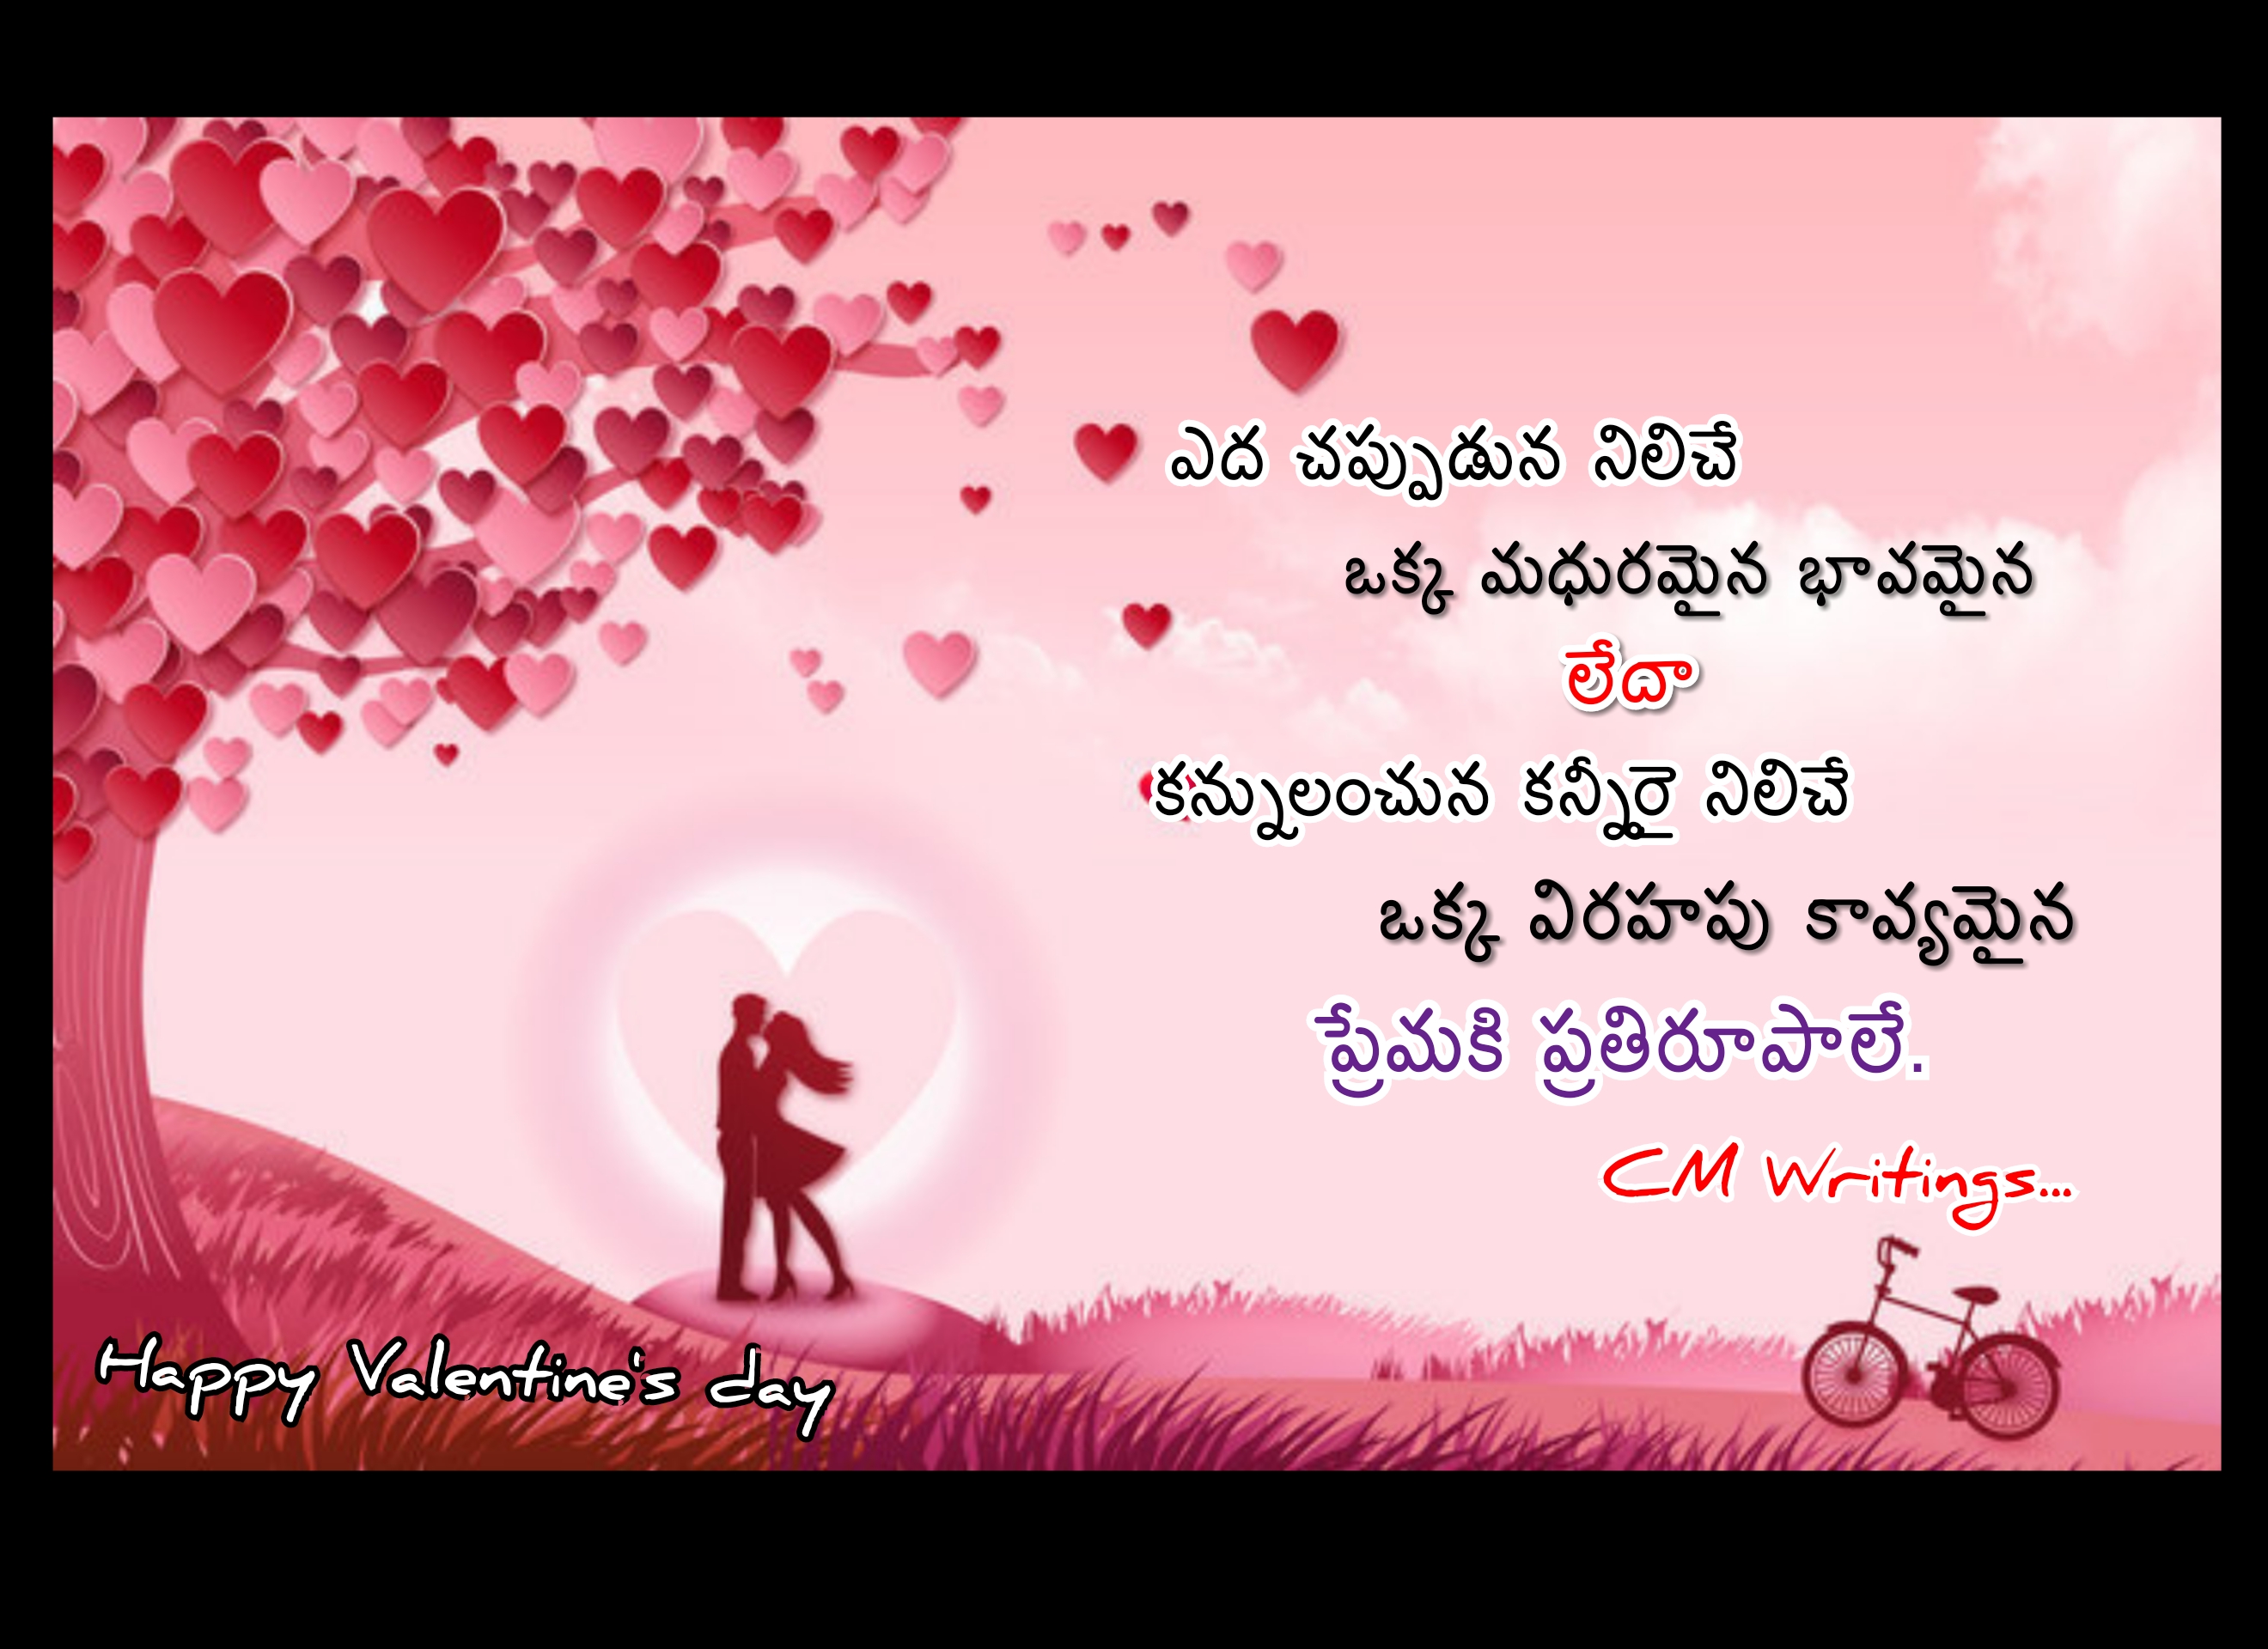 ఎద చప్పుడున నిలిచే
ఒక్క మధురమైన భావమైన
లేదా
కన్నులంచున కన్నీరై నిలిచే
ఒక్క విరహపు కావ్యమైన
ప్రేమకి ప్రతిరూపాలే.
CM Writings...
Happy Valentine's day